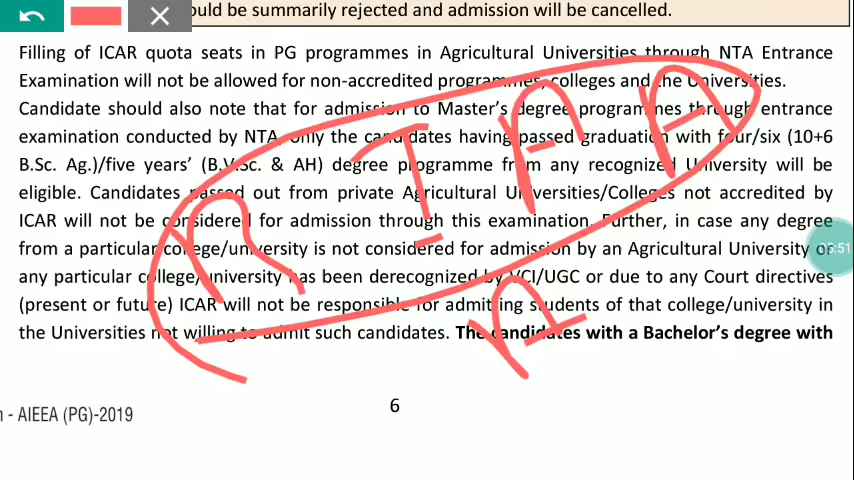 ould be summarily rejected and admission will be cancelled.
Filling of ICAR quota seats in PG programmes in Agricultural Universities through NTA Entrance
Examination will not be allowed for non-accredited programmes, colleges and the Universities.
Candidate should also note that for admission to Master's degree programmes through entrance
examination conducted by NTA, only the candidates having passed graduation with four/six (10+6
B.Sc. Ag.)/five years' (B.V.Sc. & AH) degree programme from any recognized University will be
eligible. Candidates passed out from private Agricultural Universities/Colleges not accredited by
ICAR will not be considered for admission through this examination. Further, in case any degree
from a particular college/university is not considered for admission by an Agricultural University or
any particular college/university has been derecognized by VCI/UGC or due to any Court directives
(present or future) ICAR will not be responsible for admitting students of that college/university in
the Universities not willing to admit such candidates. The candidates with a Bachelor's degree with
6
n - AIEEA (PG)-2019
05:51